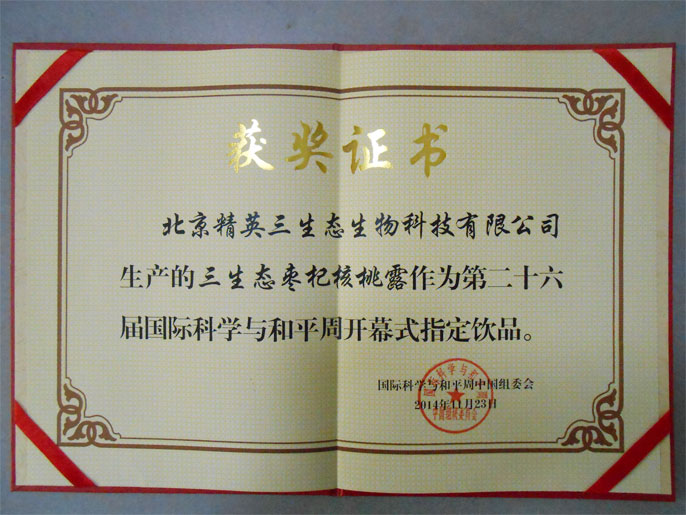 获奖证书
北京精英三生态生物科技有限公司
生产的三生态枣杞核桃露作为第二十六
届国际科学与和平周开幕式指定饮品。
国际科学与和平周中国组委会
2014年11月23日